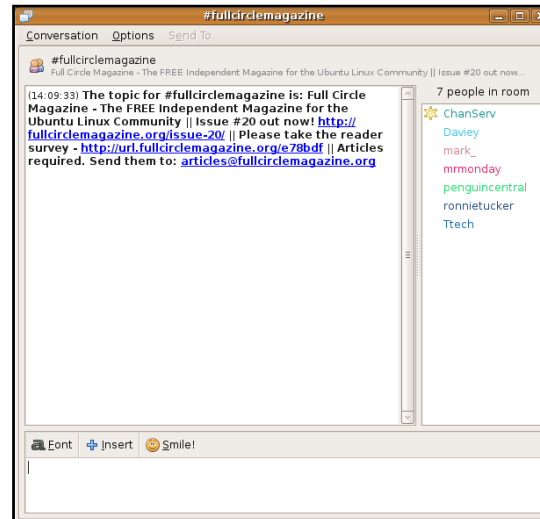 #fullcirclemagazine
Conversation Options Send To
#fullcirclemagazine
Full Circle Magazine - The FREE Independent Magazine for the Ubuntu Linux Community || Issue #20 out now...
(14:09:33) The topic for #fullcirclemagazine is: Full Circle
Magazine - The FREE Independent Magazine for the
Ubuntu Linux Community || Issue #20 out now! http://
fullcirclemagazine.org/issue-20/ || Please take the reader
survey - http://url.fullcirclemagazine.org/e78bdf || Articles
required. Send them to: articles@fullcirclemagazine.org
7 people in room
ChanServ
Daviey
mark_
mrmonday
penguincentral
ronnietucker
Ttech
Font Insert Smile!